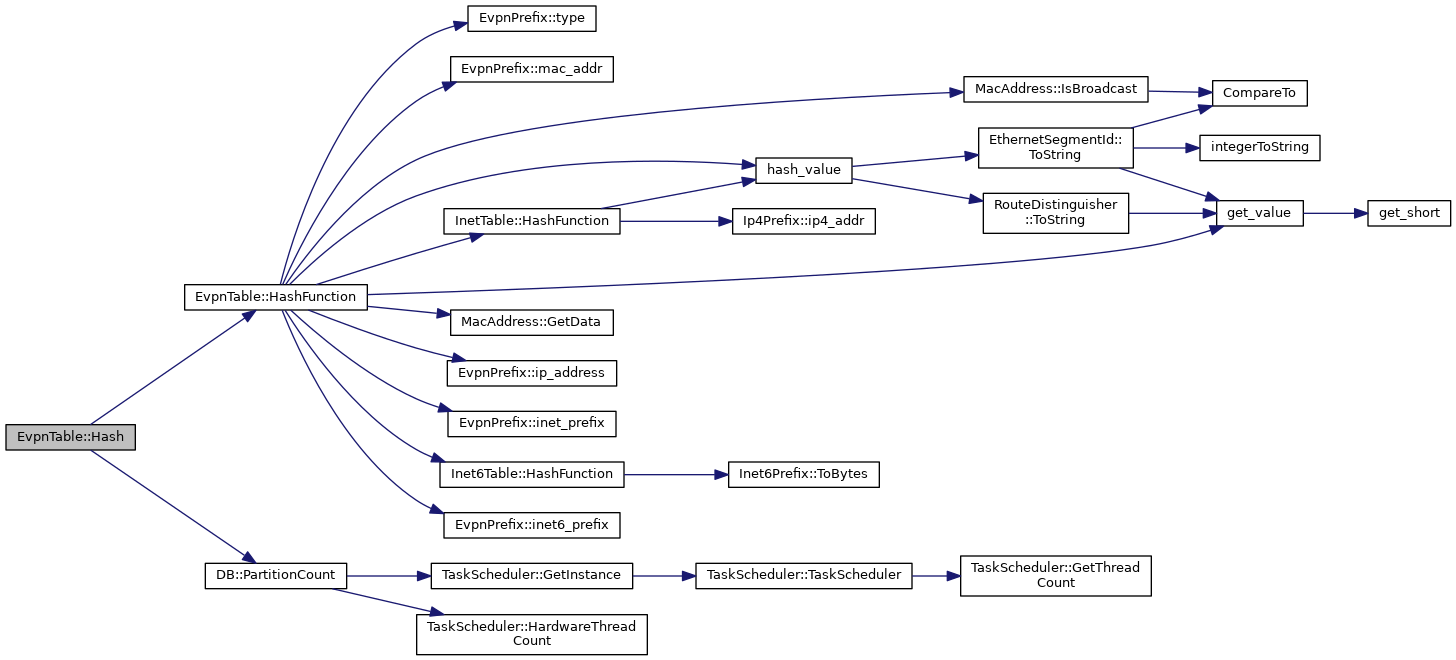 EvpnPrefix::type
EvpnPrefix::mac_addr
MacAddress::IsBroadcast
CompareTo
EthernetSegmentId::
ToString
integerToString
hash_value
RouteDistinguisher
::ToString
get_value
get_short
InetTable::HashFunction
Ip4Prefix::ip4_addr
EvpnTable::HashFunction
MacAddress::GetData
EvpnPrefix::ip_address
EvpnPrefix::inet_prefix
EvpnTable::Hash
Inet6Table::HashFunction
Inet6Prefix::ToBytes
EvpnPrefix::inet6_prefix
DB::PartitionCount
TaskScheduler::GetInstance
TaskScheduler::TaskScheduler
TaskScheduler::GetThread
Count
TaskScheduler::HardwareThread
Count